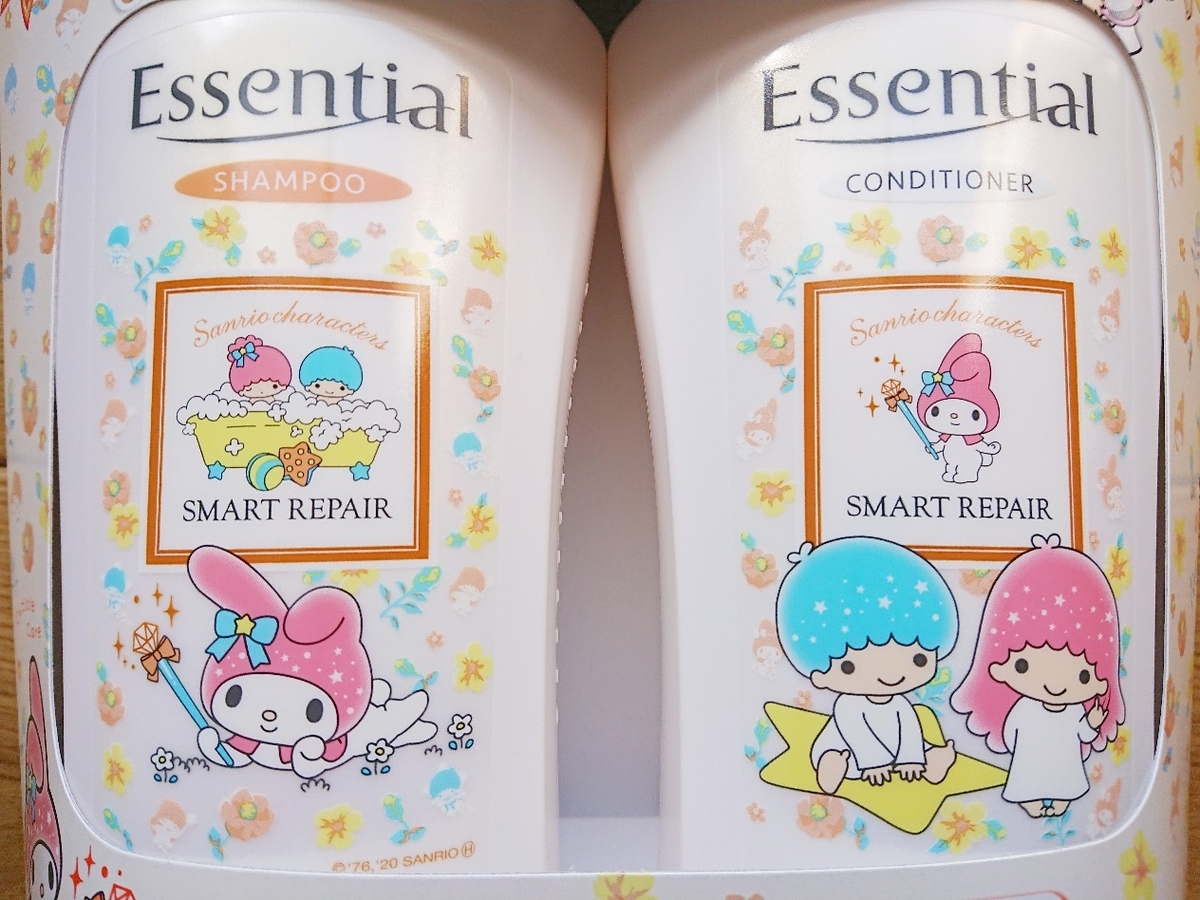 Essential
SHAMPOO
Sanrio characters
SMART REPAIR
© '76, '20 SANRIO Ⓗ
Essential
CONDITIONER
Sanrio characters
SMART REPAIR